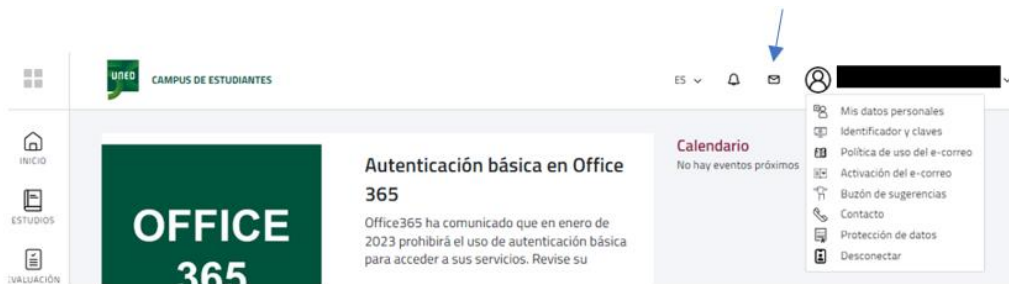 UNED
CAMPUS DE ESTUDIANTES
ES
INICIO
ESTUDIOS
EVALUACIÓN
OFFICE
365
Autenticación básica en Office
365
Office365 ha comunicado que en enero de
2023 prohibirá el uso de autenticación básica
para acceder a sus servicios. Revise su
Calendario
No hay eventos próximos
Mis datos personales
Identificador y claves
Política de uso del e-correo
Activación del e-correo
Buzón de sugerencias
Contacto
Protección de datos
Desconectar